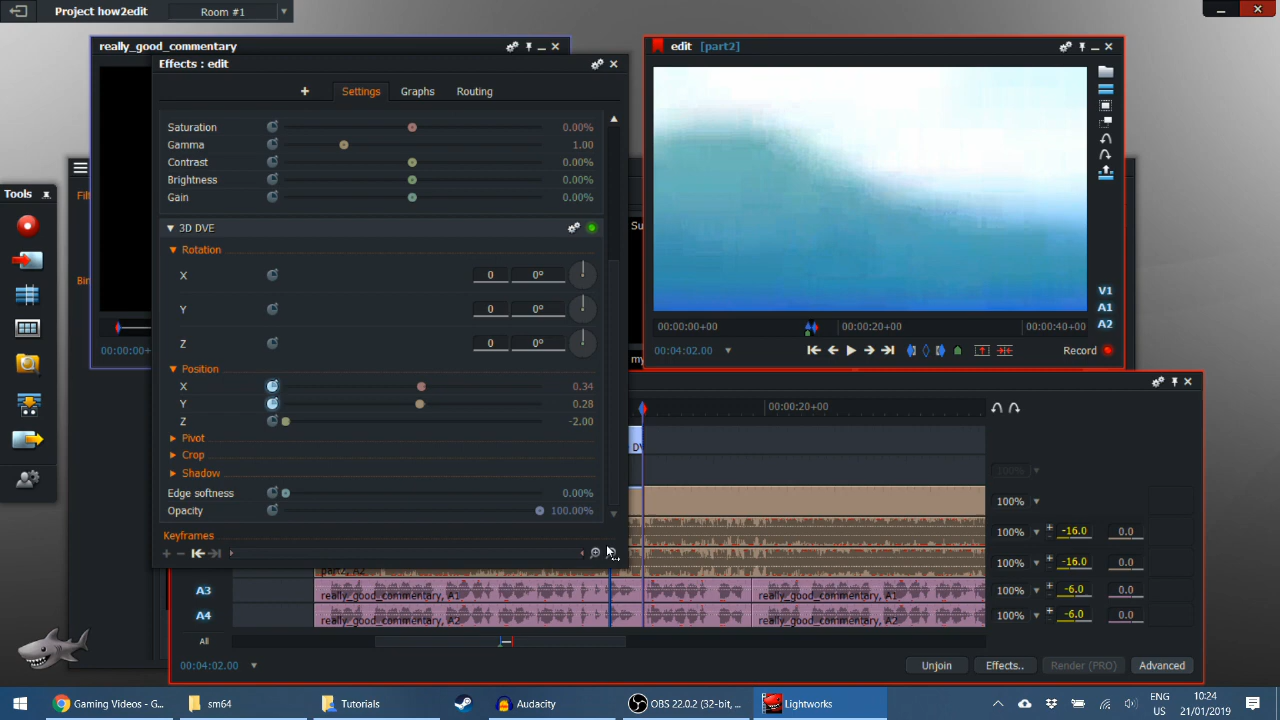 Project how2edit
Room #1
really_good_commentary
Effects : edit
Settings
Graphs
Routing
Saturation
0.00%
Gamma
1.00
Contrast
0.00%
Brightness
0.00%
Gain
0.00%
3D DVE
Rotation
X
0
0°
Y
0
0°
Z
0
0°
Position
X
0.34
Y
0.28
Z
-2.00
Pivot
Crop
Shadow
Edge softness
0.00%
Opacity
100.00%
Keyframes
edit [part2]
V1
A1
A2
00:00:00+00
00:00:20+00
00:00:40+00
00:04:02.00
Record
Tools
00:00:20+00
100%
100%
100%
-16.0
0.0
100%
-16.0
0.0
part2, A2
A3
really_good_commentary, A1
really_good_commentary, A1
100%
-6.0
0.0
A4
really_good_commentary, A2
really_good_commentary, A2
100%
-6.0
0.0
All
00:04:02.00
Unjoin
Effects..
Render (PRO)
Advanced
Gaming Videos - G...
sm64
Tutorials
Audacity
OBS 22.0.2 (32-bit, ...
Lightworks
ENG
US
10:24
21/01/2019